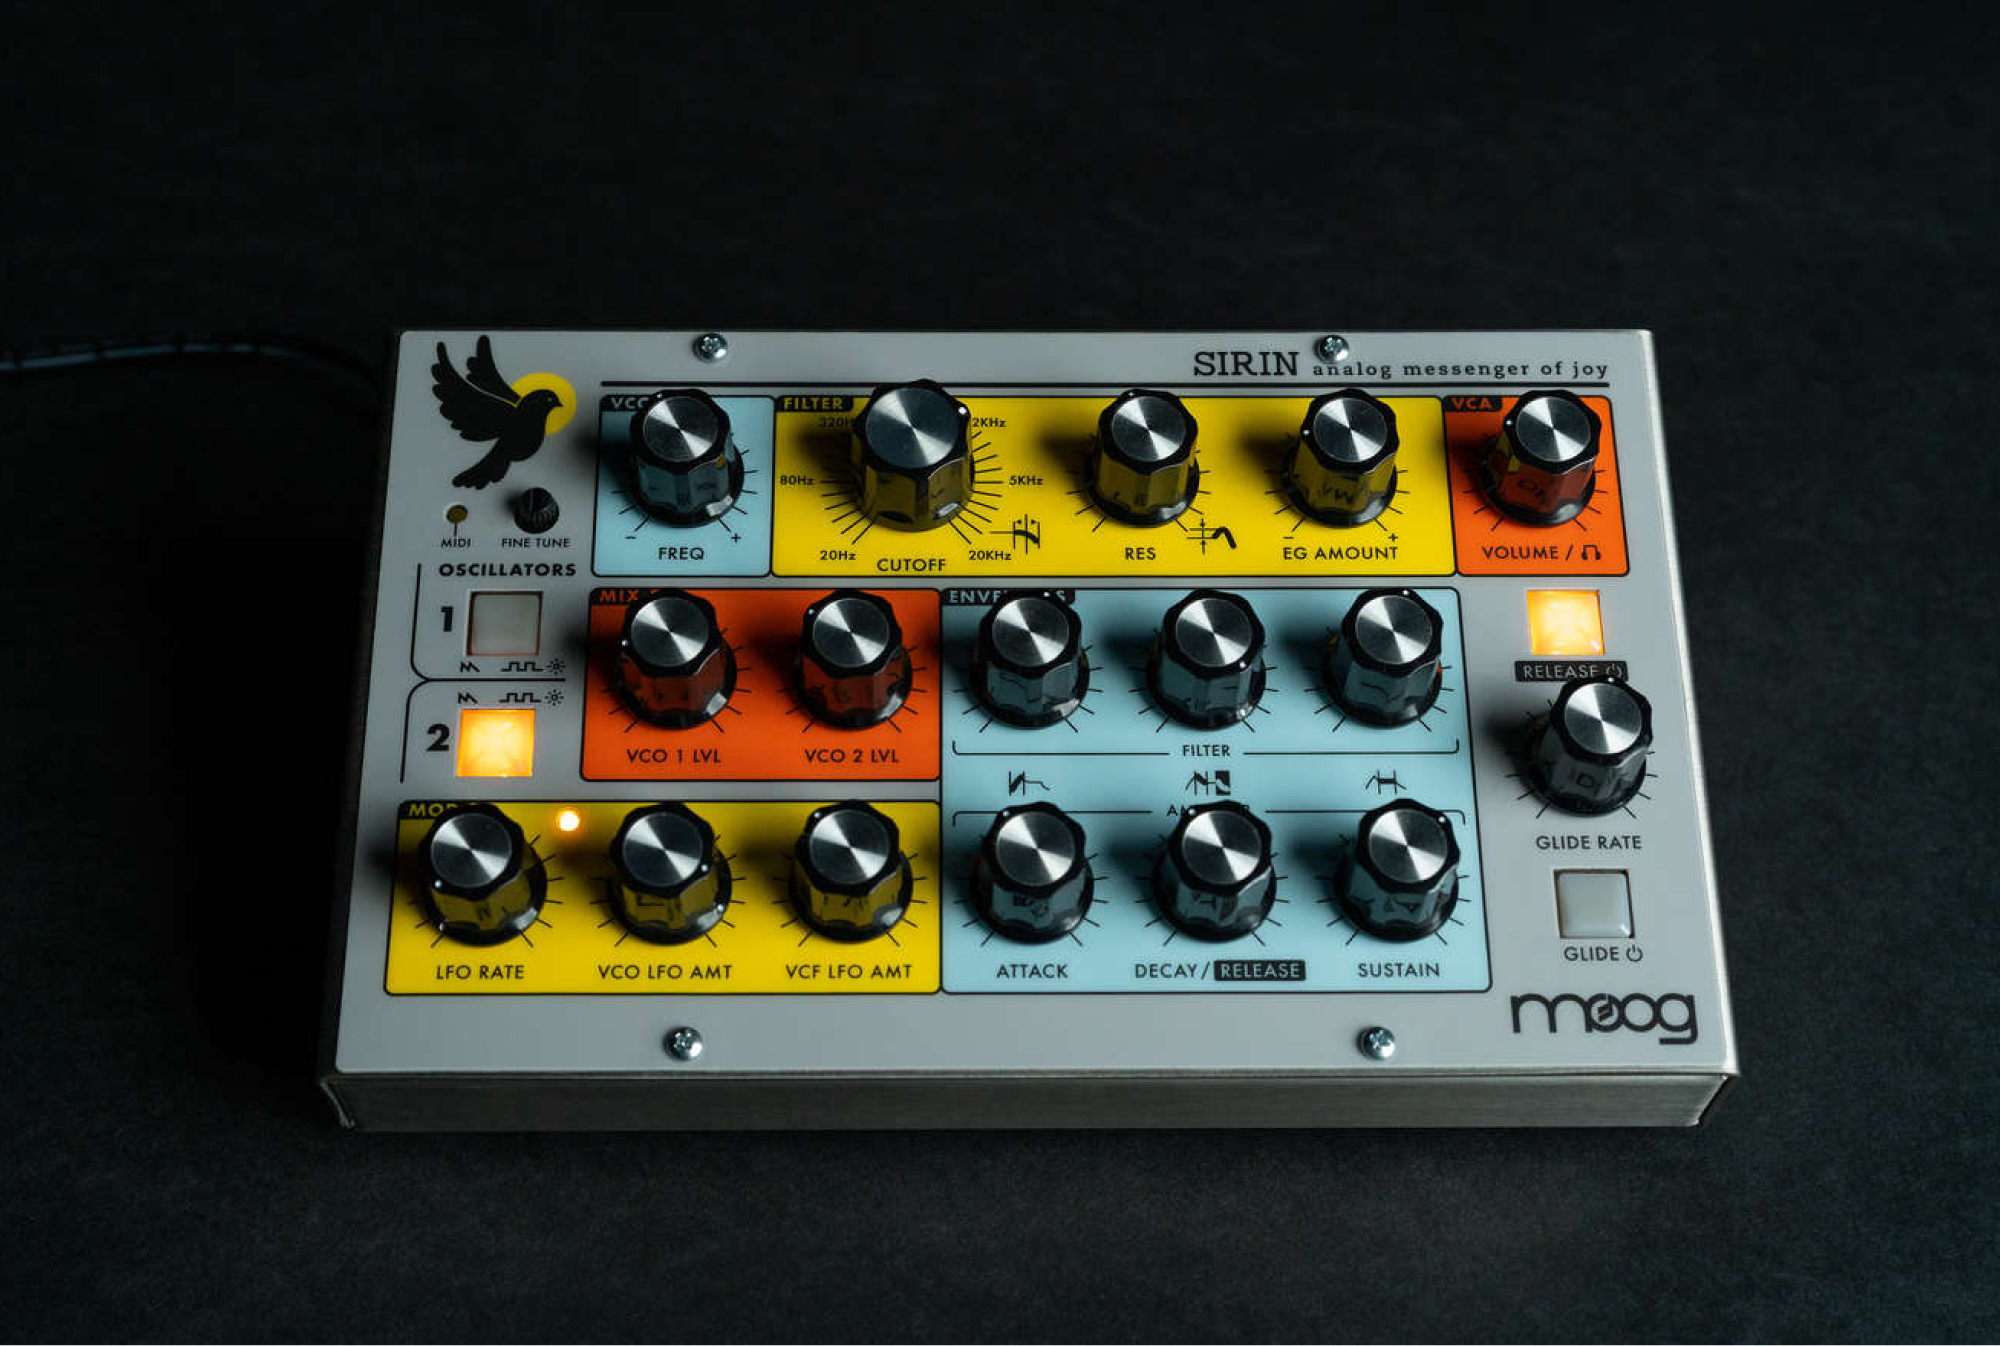 SIRIN analog messenger of joy
FILTER
VCA
320H
2KHz
80Hz
5KHz
20Hz
20KHz
- FREQ +
CUTOFF
RES
- EG AMOUNT +
VOLUME /
MIDI
FINE TUNE
OSCILLATORS
1
2
MIX
VCO 1 LVL
VCO 2 LVL
FILTER
RELEASE
GLIDE RATE
GLIDE
LFO RATE
VCO LFO AMT
VCF LFO AMT
ATTACK
DECAY / RELEASE
SUSTAIN
moog